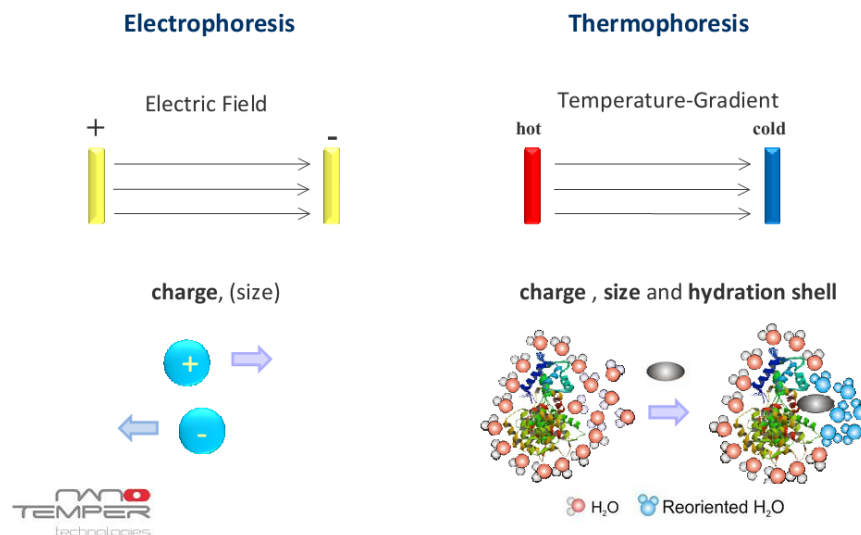 Electrophoresis
Thermophoresis
Electric Field
Temperature-Gradient
+
-
hot
cold
charge, (size)
charge , size and hydration shell
+
-
nano
TEMPER
technologies
H₂O
Reoriented H₂O